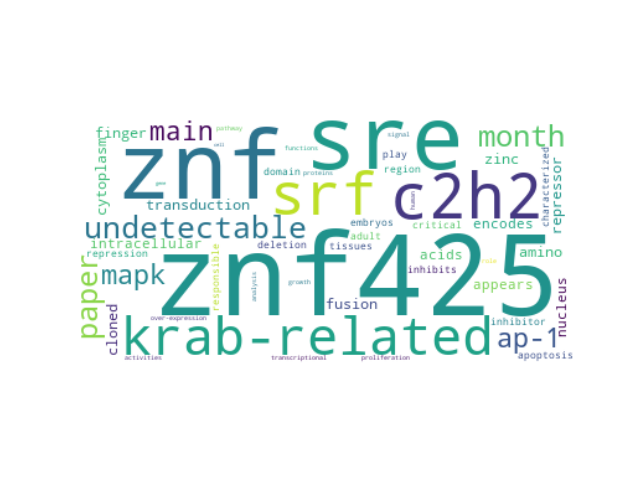 pathway
finger
main
znf
sre
signal
month
cell
functions
play
zinc
cytoplasm
domain
proteins
region
gene
srf
c2h2
human
characterized
repressor
transduction
undetectable
embryos
critical
encodes
intracellular
deletion
tissues
adult
repression
acids
amino
responsible
role
paper
mapk
znf425
inhibits
analysis
growth
appears
fusion
nucleus
cloned
over-expression
krab-related
inhibitor
ap-1
apoptosis
activities
transcriptional
proliferation